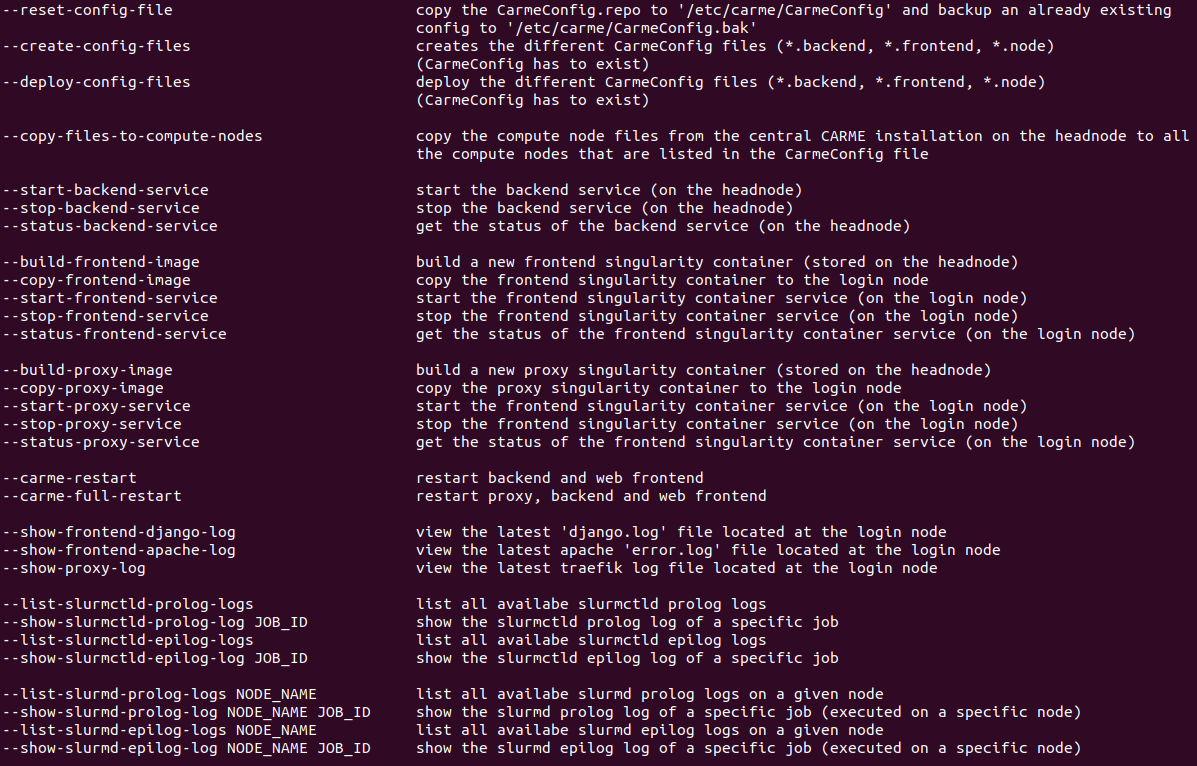 --reset-config-file copy the CarmeConfig.repo to '/etc/carme/CarmeConfig' and backup an already existing
config to '/etc/carme/CarmeConfig.bak'
--create-config-files creates the different CarmeConfig files (*.backend, *.frontend, *.node)
(CarmeConfig has to exist)
--deploy-config-files deploy the different CarmeConfig files (*.backend, *.frontend, *.node)
(CarmeConfig has to exist)
--copy-files-to-compute-nodes copy the compute node files from the central CARME installation on the headnode to all
the compute nodes that are listed in the CarmeConfig file
--start-backend-service start the backend service (on the headnode)
--stop-backend-service stop the backend service (on the headnode)
--status-backend-service get the status of the backend service (on the headnode)
--build-frontend-image build a new frontend singularity container (stored on the headnode)
--copy-frontend-image copy the frontend singularity container to the login node
--start-frontend-service start the frontend singularity container service (on the login node)
--stop-frontend-service stop the frontend singularity container service (on the login node)
--status-frontend-service get the status of the frontend singularity container service (on the login node)
--build-proxy-image build a new proxy singularity container (stored on the headnode)
--copy-proxy-image copy the proxy singularity container to the login node
--start-proxy-service start the frontend singularity container service (on the login node)
--stop-proxy-service stop the frontend singularity container service (on the login node)
--status-proxy-service get the status of the frontend singularity container service (on the login node)
--carme-restart restart backend and web frontend
--carme-full-restart restart proxy, backend and web frontend
--show-frontend-django-log view the latest 'django.log' file located at the login node
--show-frontend-apache-log view the latest apache 'error.log' file located at the login node
--show-proxy-log view the latest traefik log file located at the login node
--list-slurmctld-prolog-logs list all availabe slurmctld prolog logs
--show-slurmctld-prolog-log JOB_ID show the slurmctld prolog log of a specific job
--list-slurmctld-epilog-logs list all availabe slurmctld epilog logs
--show-slurmctld-epilog-log JOB_ID show the slurmctld epilog log of a specific job
--list-slurmd-prolog-logs NODE_NAME list all availabe slurmd prolog logs on a given node
--show-slurmd-prolog-log NODE_NAME JOB_ID show the slurmd prolog log of a specific job (executed on a specific node)
--list-slurmd-epilog-logs NODE_NAME list all availabe slurmd epilog logs on a given node
--show-slurmd-epilog-log NODE_NAME JOB_ID show the slurmd epilog log of a specific job (executed on a specific node)